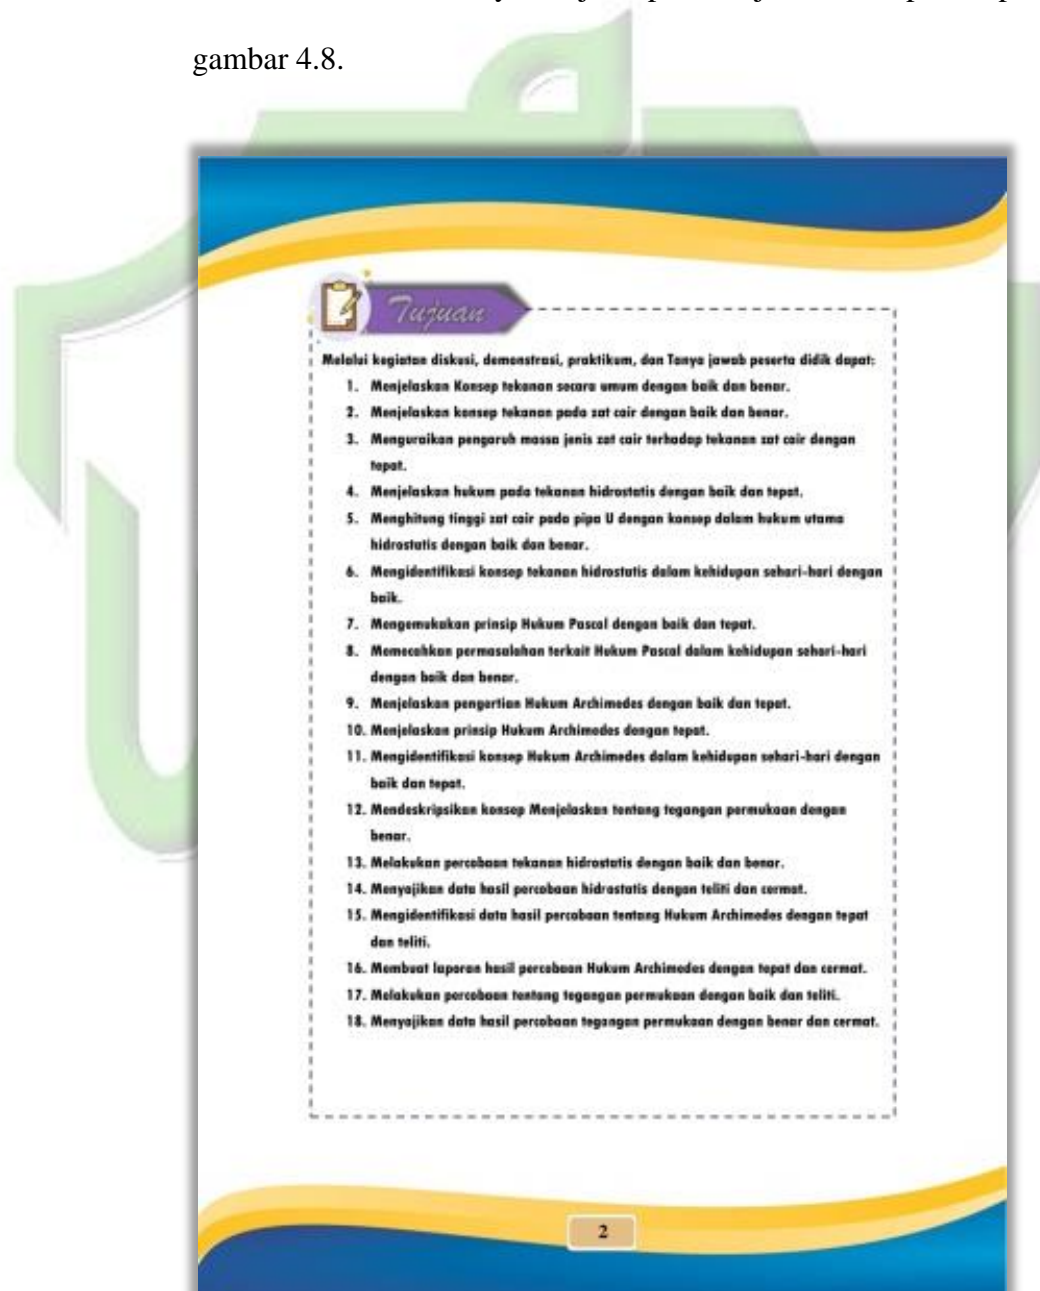 gambar 4.8.
Tujuan
Melalui kegiatan diskusi, demonstrasi, praktikum, dan Tanya jawab peserta didik dapat:
1. Menjelaskan Konsep tekanan secara umum dengan baik dan benar.
2. Menjelaskan konsep tekanan pada zat cair dengan baik dan benar.
3. Menguraikan pengaruh massa jenis zat cair terhadap tekanan zat cair dengan
tepat.
4. Menjelaskan hukum pada tekanan hidrostatis dengan baik dan tepat.
5. Menghitung tinggi zat cair pada pipa U dengan konsep dalam hukum utama
hidrostatis dengan baik dan benar.
6. Mengidentifikasi konsep tekanan hidrostatis dalam kehidupan sehari-hari dengan
baik.
7. Mengemukakan prinsip Hukum Pascal dengan baik dan tepat.
8. Memecahkan permasalahan terkait Hukum Pascal dalam kehidupan sehari-hari
dengan baik dan benar.
9. Menjelaskan pengertian Hukum Archimedes dengan baik dan tepat.
10. Menjelaskan prinsip Hukum Archimedes dengan tepat.
11. Mengidentifikasi konsep Hukum Archimedes dalam kehidupan sehari-hari dengan
baik dan tepat.
12. Mendeskripsikan konsep Menjelaskan tentang tegangan permukaan dengan
benar.
13. Melakukan percobaan tekanan hidrostatis dengan baik dan benar.
14. Menyajikan data hasil percobaan hidrostatis dengan teliti dan cermat.
15. Mengidentifikasi data hasil percobaan tentang Hukum Archimedes dengan tepat
dan teliti.
16. Membuat laporan hasil percobaan Hukum Archimedes dengan tepat dan cermat.
17. Melakukan percobaan tentang tegangan permukaan dengan baik dan teliti.
18. Menyajikan data hasil percobaan tegangan permukaan dengan benar dan cermat.
2